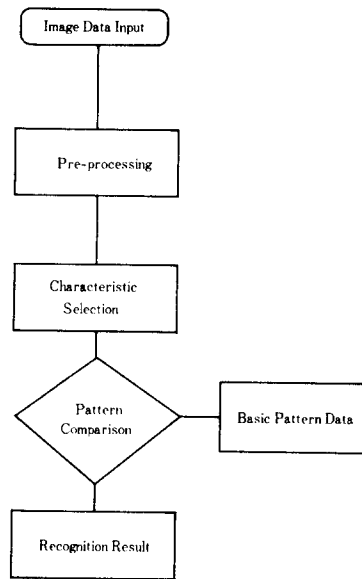 Image Data Input
Pre-processing
Characteristic
Selection
Pattern
Comparison
Basic Pattern Data
Recognition Result